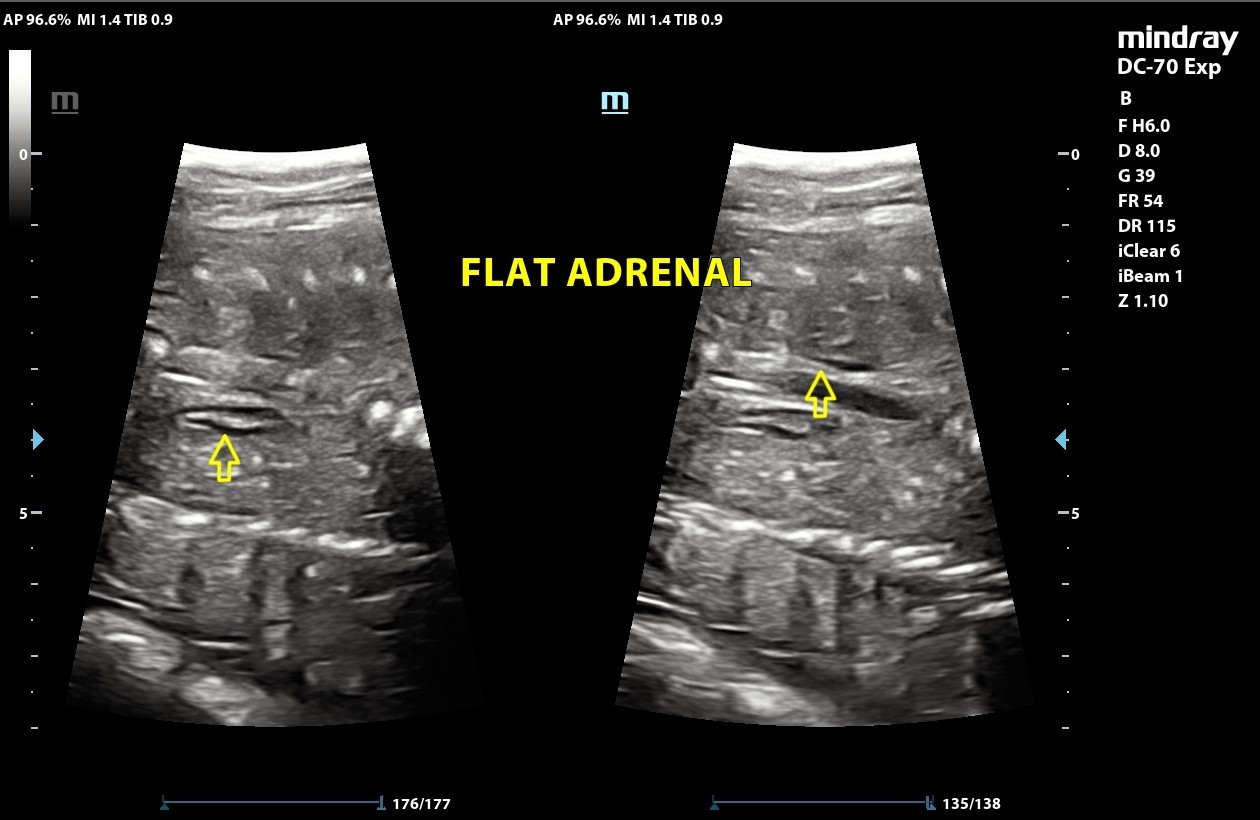 AP 96.6% MI 1.4 TIB 0.9
AP 96.6% MI 1.4 TIB 0.9
mindray
DC-70 Exp
B
F H6.0
D 8.0
G 39
FR 54
DR 115
iClear 6
iBeam 1
Z 1.10
m
m
0
0
FLAT ADRENAL
5
5
176/177
135/138